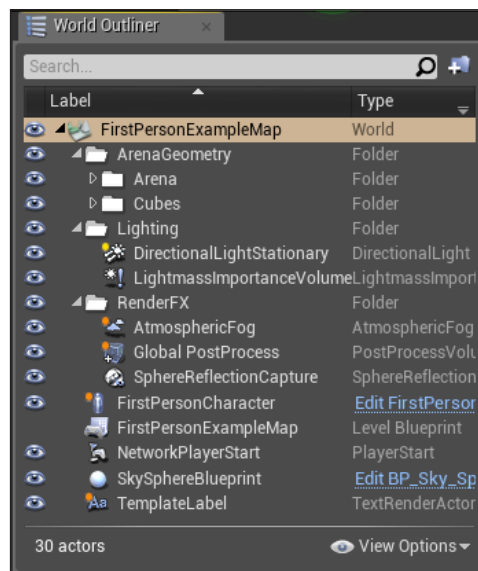 World Outliner
Search...
Label Type
FirstPersonExampleMap World
ArenaGeometry Folder
Arena Folder
Cubes Folder
Lighting Folder
DirectionalLightStationary DirectionalLight
LightmassImportanceVolume LightmassImport
RenderFX Folder
AtmosphericFog AtmosphericFog
Global PostProcess PostProcessVolu
SphereReflectionCapture SphereReflection
FirstPersonCharacter Edit FirstPerson
FirstPersonExampleMap Level Blueprint
NetworkPlayerStart PlayerStart
SkySphereBlueprint Edit BP_Sky_Sp
TemplateLabel TextRenderActor
30 actors View Options